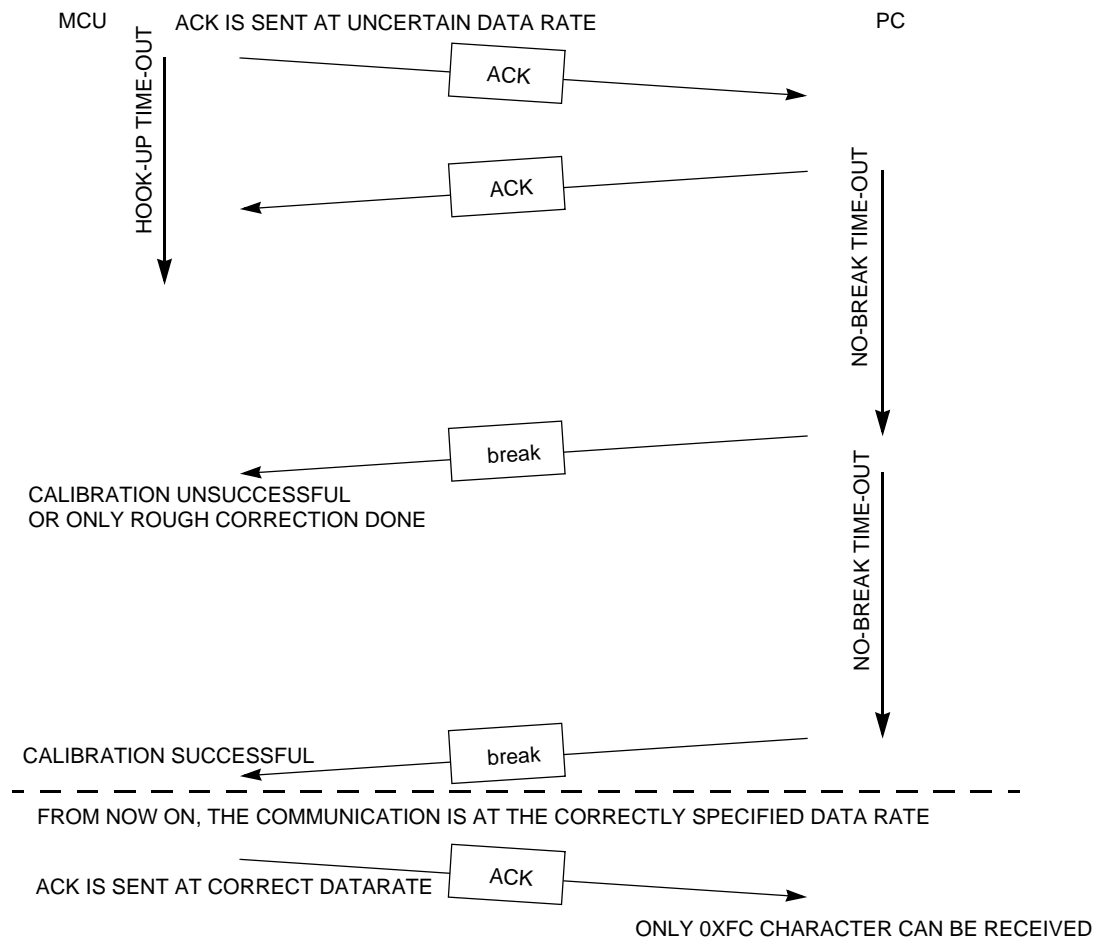 MCU
ACK IS SENT AT UNCERTAIN DATA RATE
PC
HOOK-UP TIME-OUT
ACK
ACK
NO-BREAK TIME-OUT
break
CALIBRATION UNSUCCESSFUL
OR ONLY ROUGH CORRECTION DONE
NO-BREAK TIME-OUT
break
CALIBRATION SUCCESSFUL
FROM NOW ON, THE COMMUNICATION IS AT THE CORRECTLY SPECIFIED DATA RATE
ACK
ACK IS SENT AT CORRECT DATARATE
ONLY 0XFC CHARACTER CAN BE RECEIVED